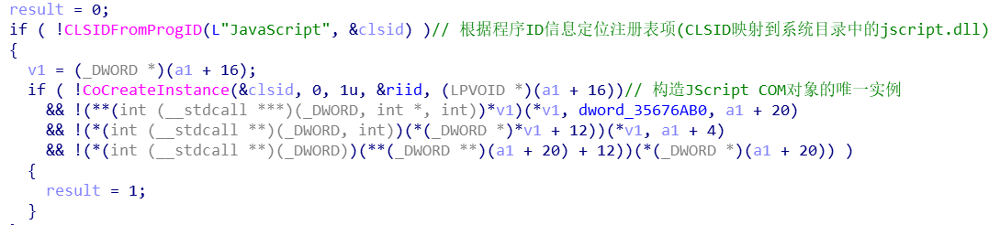 result = 0;
if ( !CLSIDFromProgID(L"JavaScript", &clsid) )// 根据程序ID信息定位注册表项(CLSID映射到系统目录中的jscript.dll)
{
v1 = (_DWORD *)(a1 + 16);
if ( !CoCreateInstance(&clsid, 0, 1u, &riid, (LPVOID *)(a1 + 16))// 构造JScript COM对象的唯一实例
&& !(**(int (__stdcall ***)(_DWORD, int *, int))*v1)(*v1, dword_35676AB0, a1 + 20)
&& !(*(int (__stdcall **)(_DWORD, int))(*(_DWORD *)*v1 + 12))(*v1, a1 + 4)
&& !(*(int (__stdcall **)(_DWORD))(**(_DWORD **)(a1 + 20) + 12))(*(_DWORD *)(a1 + 20)) )
{
result = 1;
}